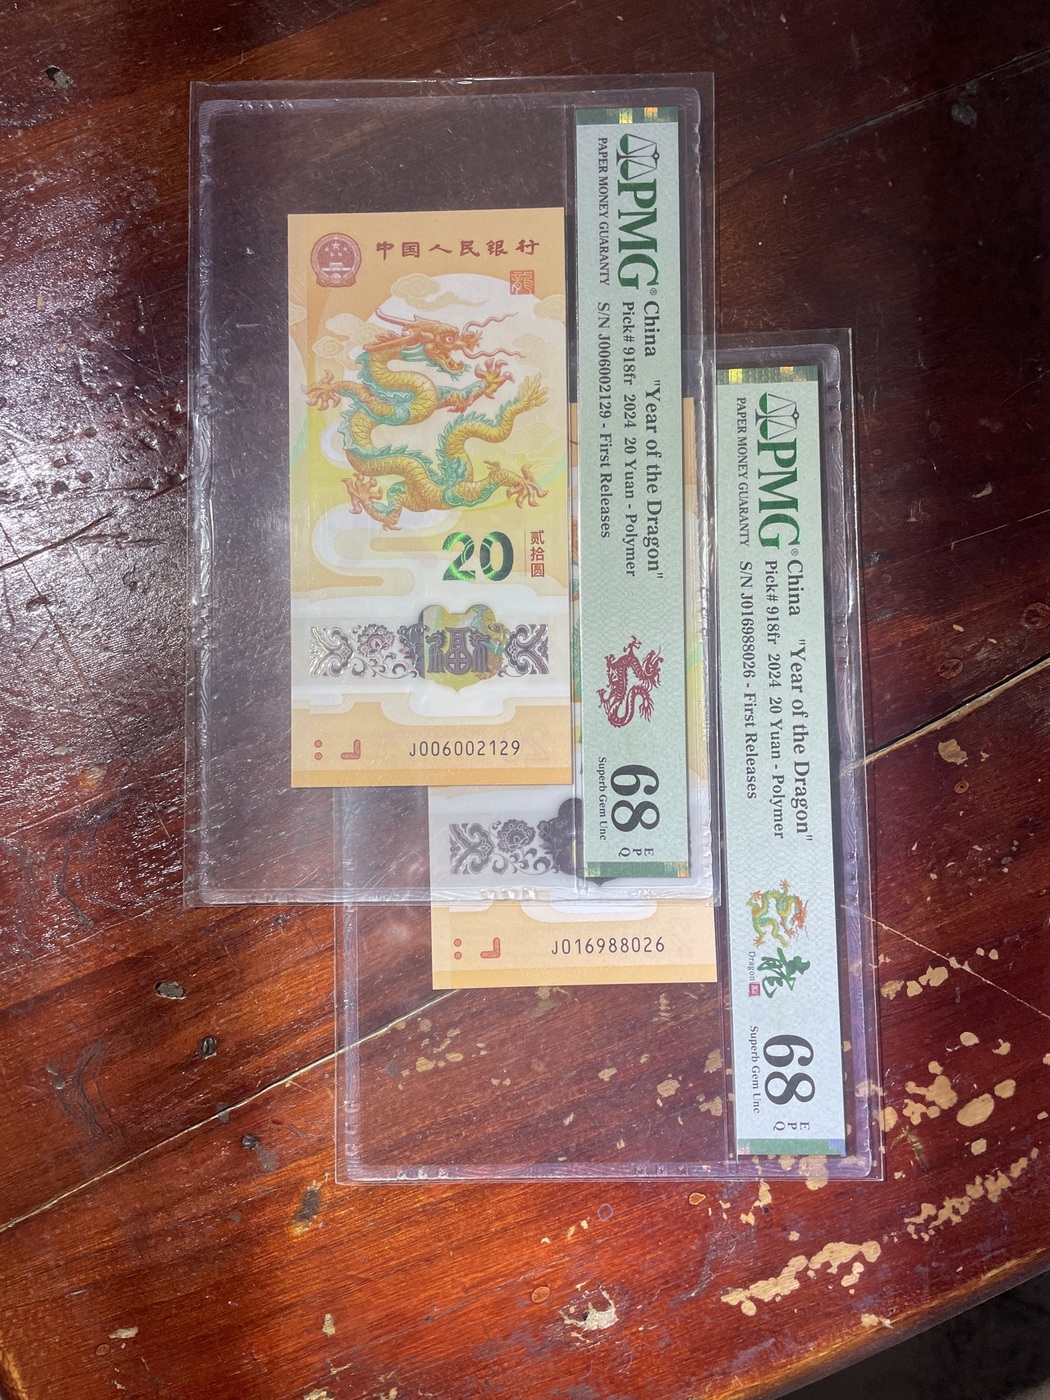 中国人民银行
龍
20
贰拾圆
福
J006002129
PMG®
PAPER MONEY GUARANTY
China "Year of the Dragon"
Pick# 918fr 2024 20 Yuan - Polymer
S/N J006002129 - First Releases
68
Superb Gem Unc
E
P
Q
J016988026
PMG®
PAPER MONEY GUARANTY
China "Year of the Dragon"
Pick# 918fr 2024 20 Yuan - Polymer
S/N J016988026 - First Releases
Dragon
68
Superb Gem Unc
E
P
Q